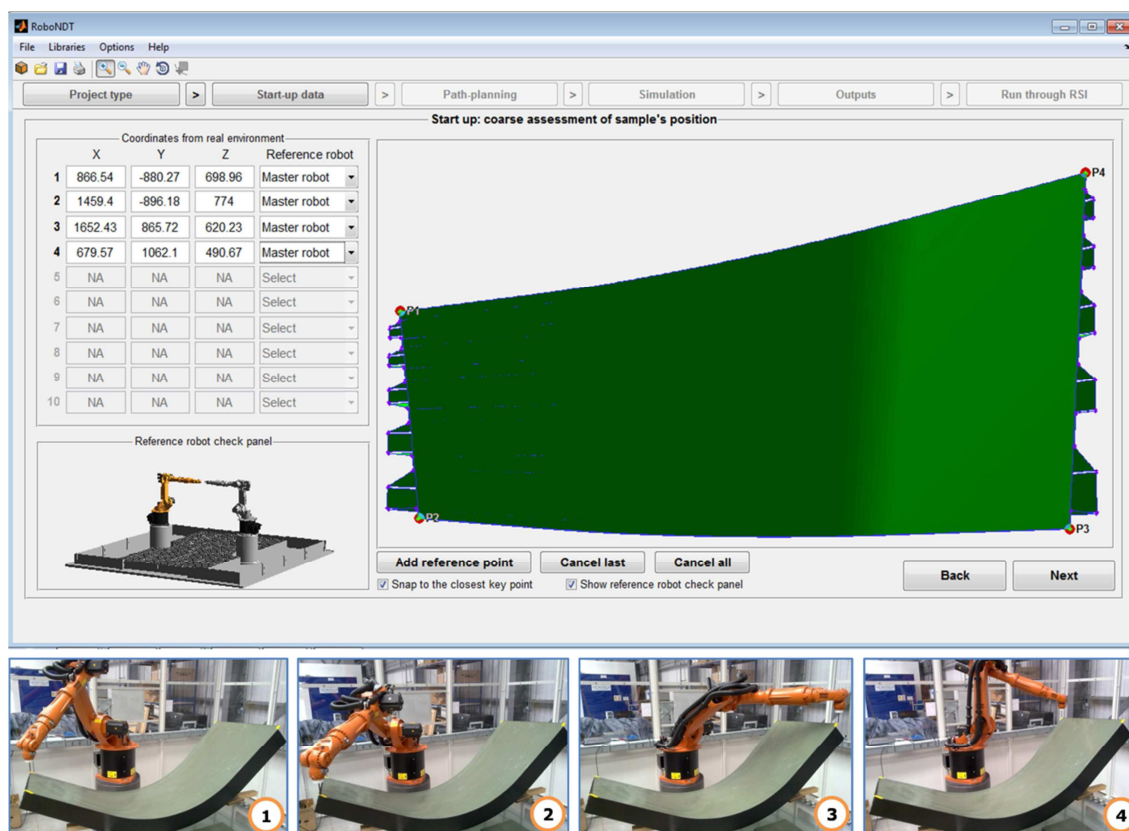 RoboNDT
File Libraries Options Help
Project type > Start-up data > Path-planning > Simulation > Outputs > Run through RSI
Start up: coarse assessment of sample's position
Coordinates from real environment
X Y Z Reference robot
1 866.54 -880.27 698.96 Master robot
2 1459.4 -896.18 774 Master robot
3 1652.43 865.72 620.23 Master robot
4 679.57 1062.1 490.67 Master robot
5 NA NA NA Select
6 NA NA NA Select
7 NA NA NA Select
8 NA NA NA Select
9 NA NA NA Select
10 NA NA NA Select
Reference robot check panel
P4
P1
P2
P3
Add reference point Cancel last Cancel all
Snap to the closest key point Show reference robot check panel
Back Next
1 2 3 4